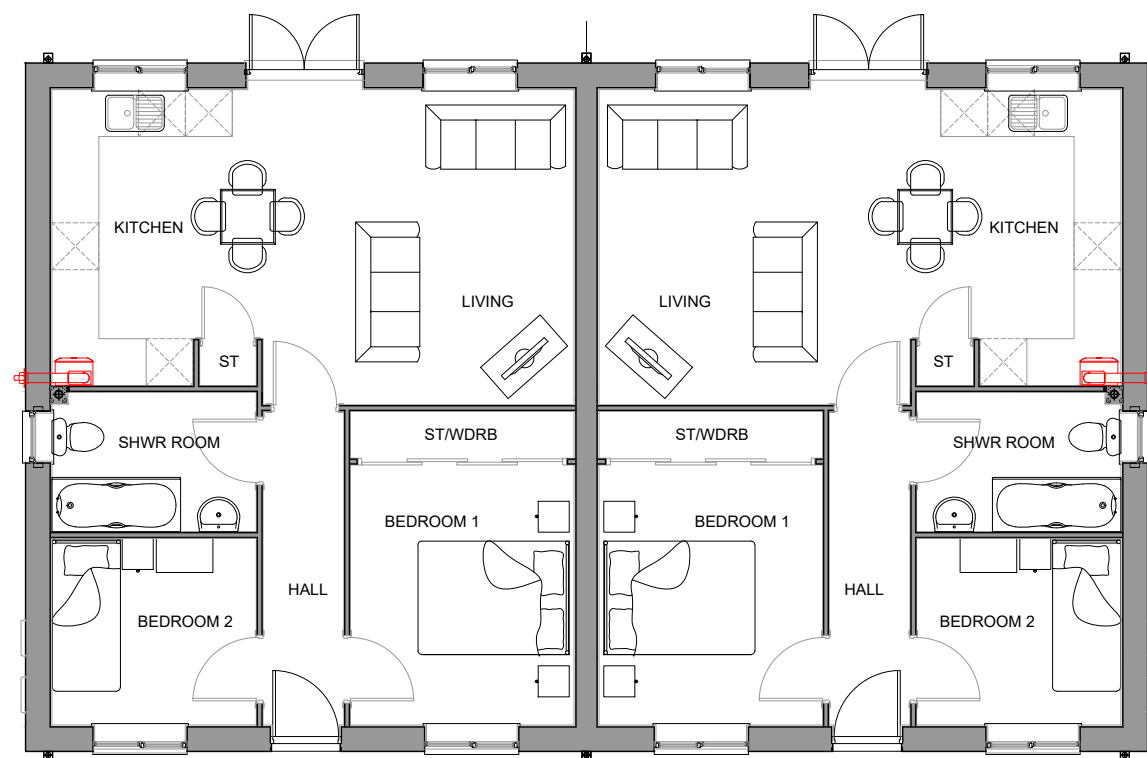 KITCHEN
LIVING
ST
SHWR ROOM
ST/WDRB
BEDROOM 1
HALL
BEDROOM 2
KITCHEN
LIVING
ST
ST/WDRB
SHWR ROOM
BEDROOM 1
HALL
BEDROOM 2